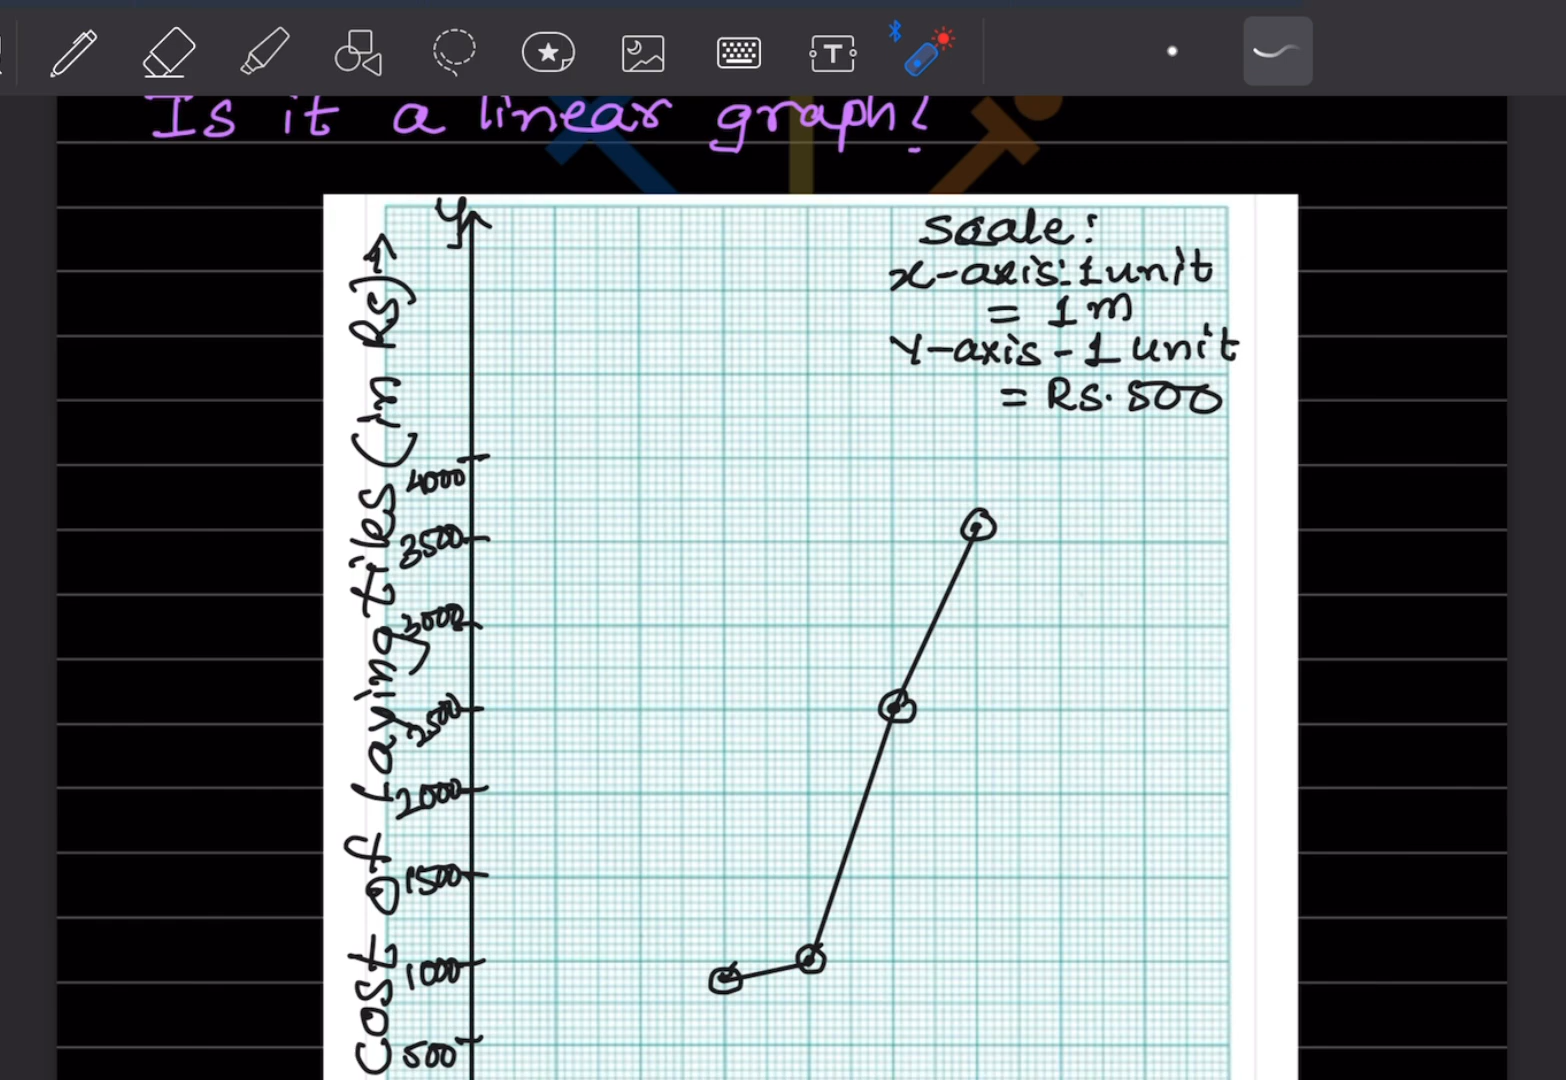 Is it a linear graph?
Y
Scale:
x-axis: 1 unit
= 1 m
Y-axis - 1 unit
= Rs. 500
Cost of Laying tiles (in Rs) →
4000
3500
3000
2500
2000
1500
1000
500
T